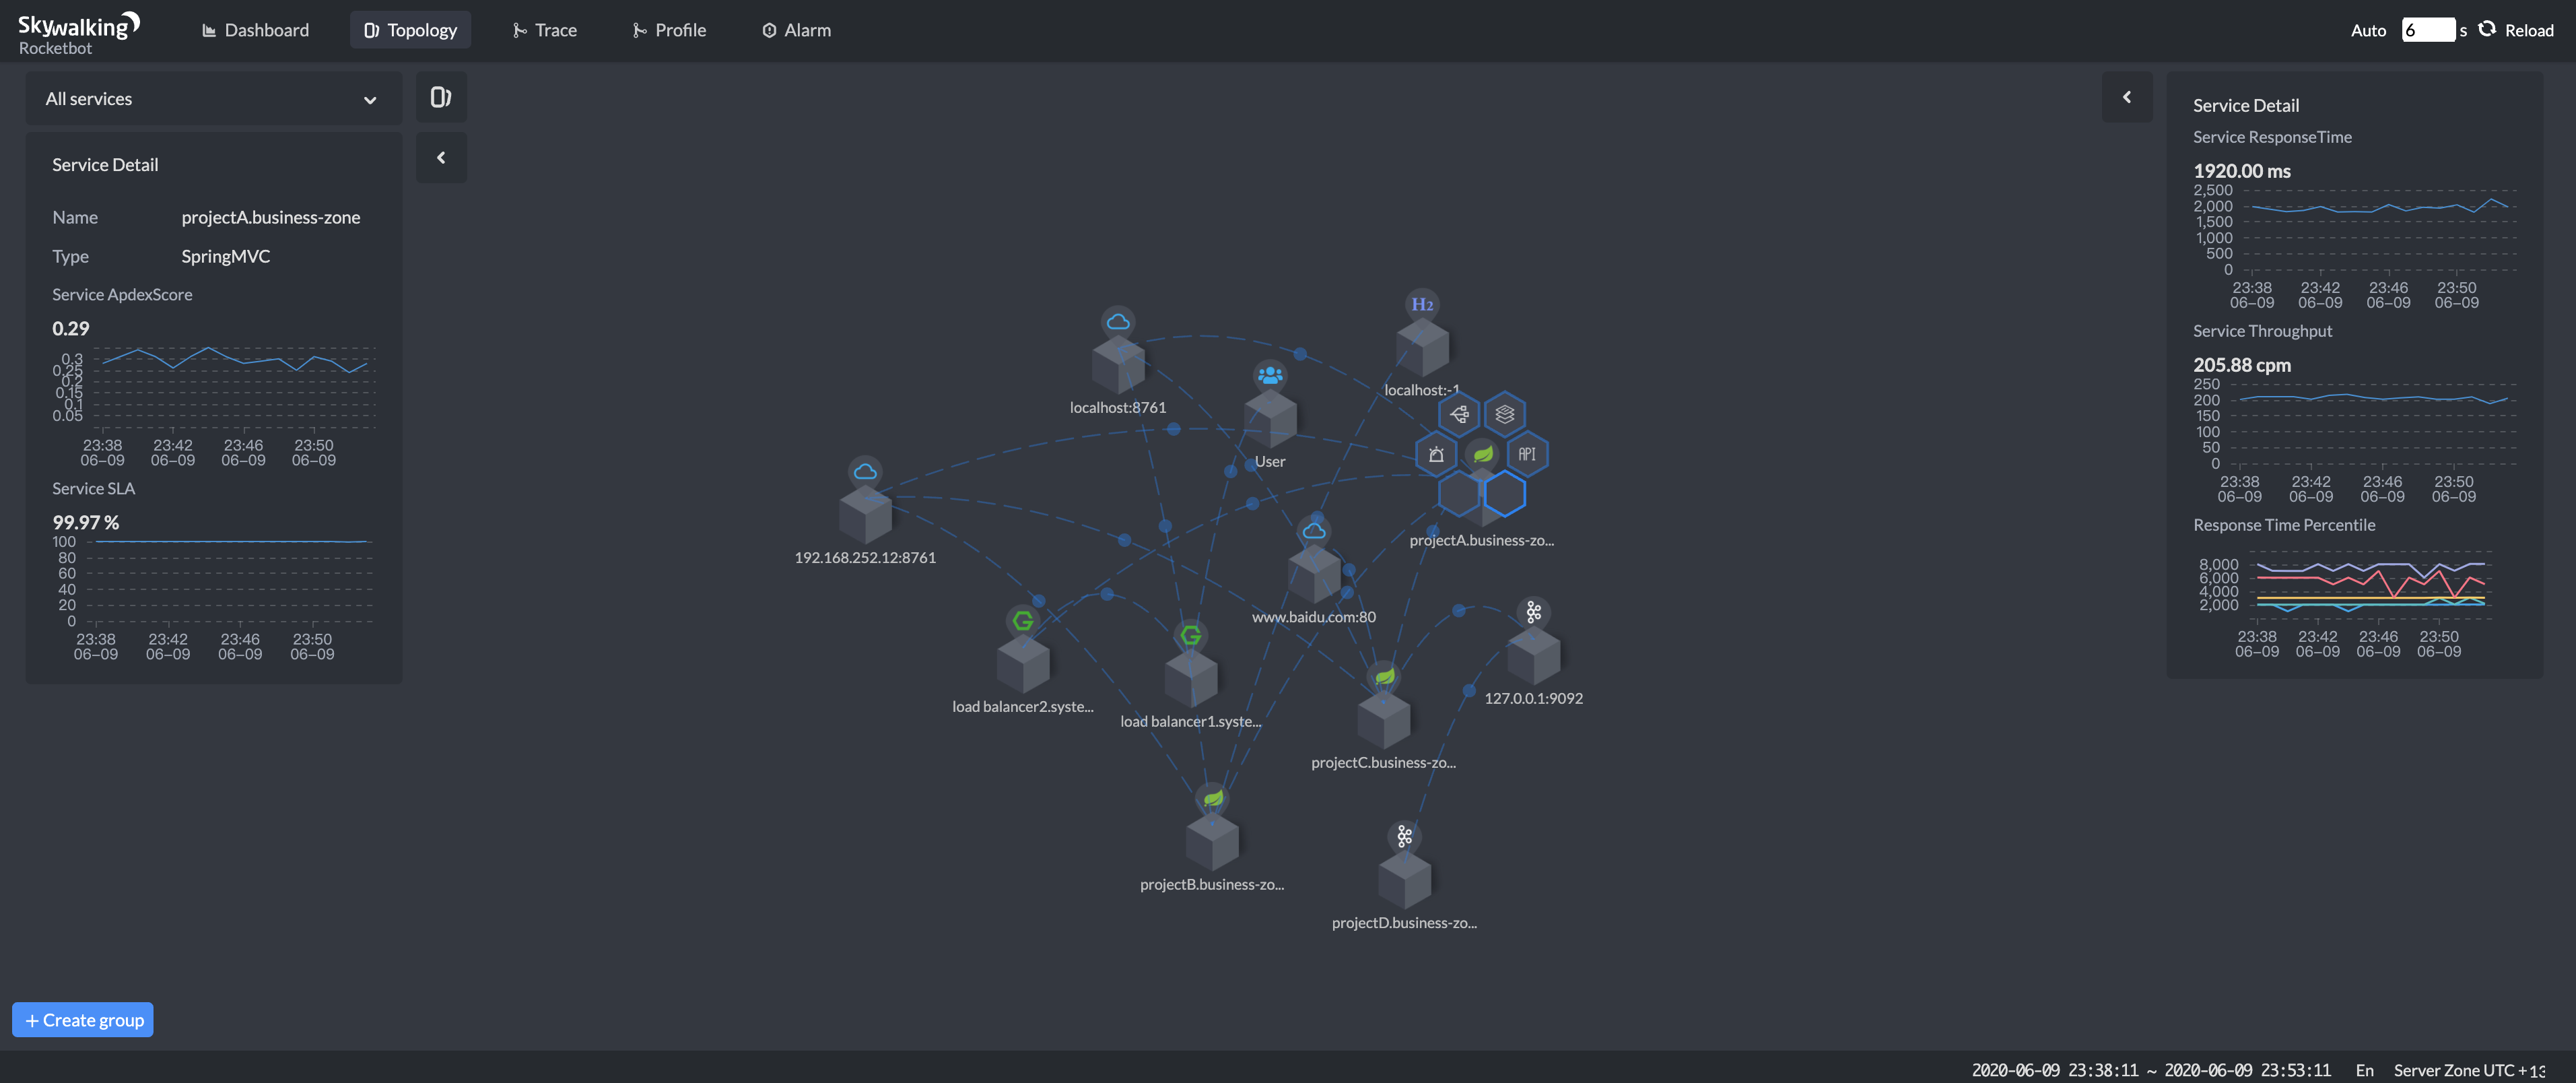 Skywalking
Rocketbot
Dashboard
Topology
Trace
Profile
Alarm
Auto 6 s Reload
All services
Service Detail
Name projectA.business-zone
Type SpringMVC
Service ApdexScore
0.29
0.3
0.25
0.2
0.15
0.1
0.05
23:38 23:42 23:46 23:50
06-09 06-09 06-09 06-09
Service SLA
99.97 %
100
80
60
40
20
0
23:38 23:42 23:46 23:50
06-09 06-09 06-09 06-09
H2
localhost:-1
localhost:8761
User
API
192.168.252.12:8761
projectA.business-zo...
www.baidu.com:80
load balancer2.syste...
load balancer1.syste...
127.0.0.1:9092
projectC.business-zo...
projectB.business-zo...
projectD.business-zo...
Service Detail
Service ResponseTime
1920.00 ms
2,500
2,000
1,500
1,000
500
0
23:38 23:42 23:46 23:50
06-09 06-09 06-09 06-09
Service Throughput
205.88 cpm
250
200
150
100
50
0
23:38 23:42 23:46 23:50
06-09 06-09 06-09 06-09
Response Time Percentile
8,000
6,000
4,000
2,000
23:38 23:42 23:46 23:50
06-09 06-09 06-09 06-09
+ Create group
2020-06-09 23:38:11 ~ 2020-06-09 23:53:11 En Server Zone UTC +13